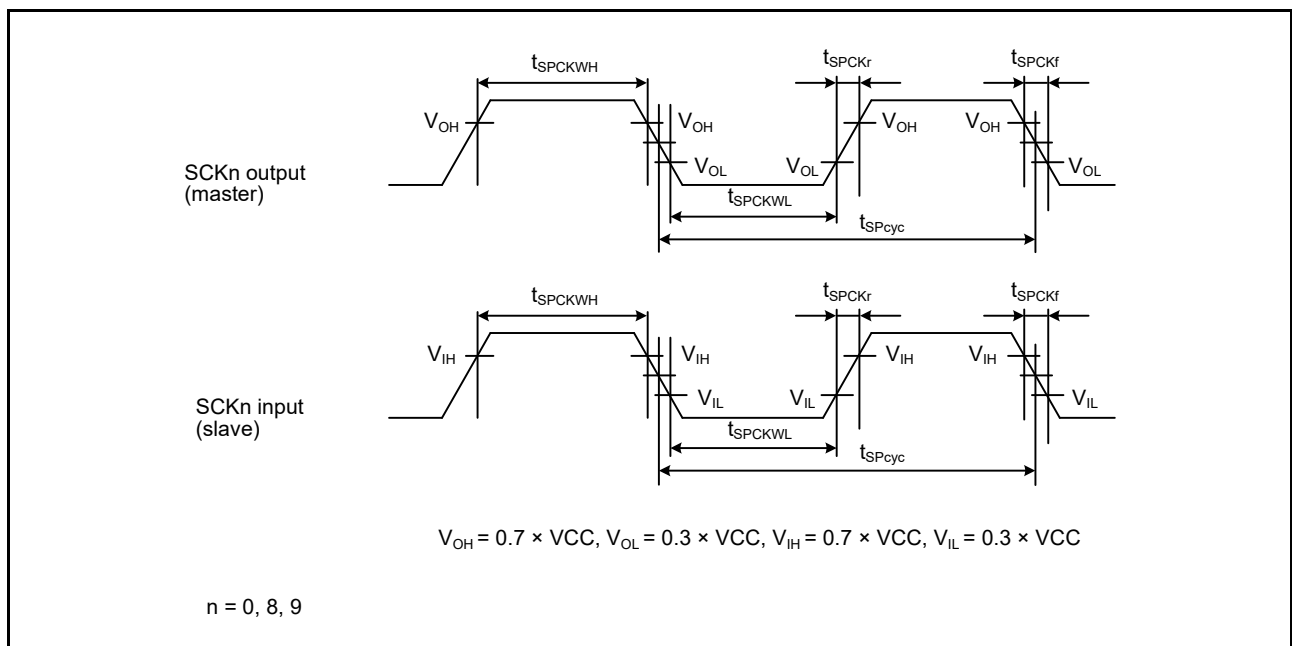 tSPCKWH
tSPCKr
tSPCKf
VOH
VOH
VOH
VOH
SCKn output
(master)
VOL
VOL
VOL
tSPCKWL
tSPcyc
tSPCKWH
tSPCKr
tSPCKf
VIH
VIH
VIH
VIH
SCKn input
(slave)
VIL
VIL
VIL
tSPCKWL
tSPcyc
VOH = 0.7 × VCC, VOL = 0.3 × VCC, VIH = 0.7 × VCC, VIL = 0.3 × VCC
n = 0, 8, 9